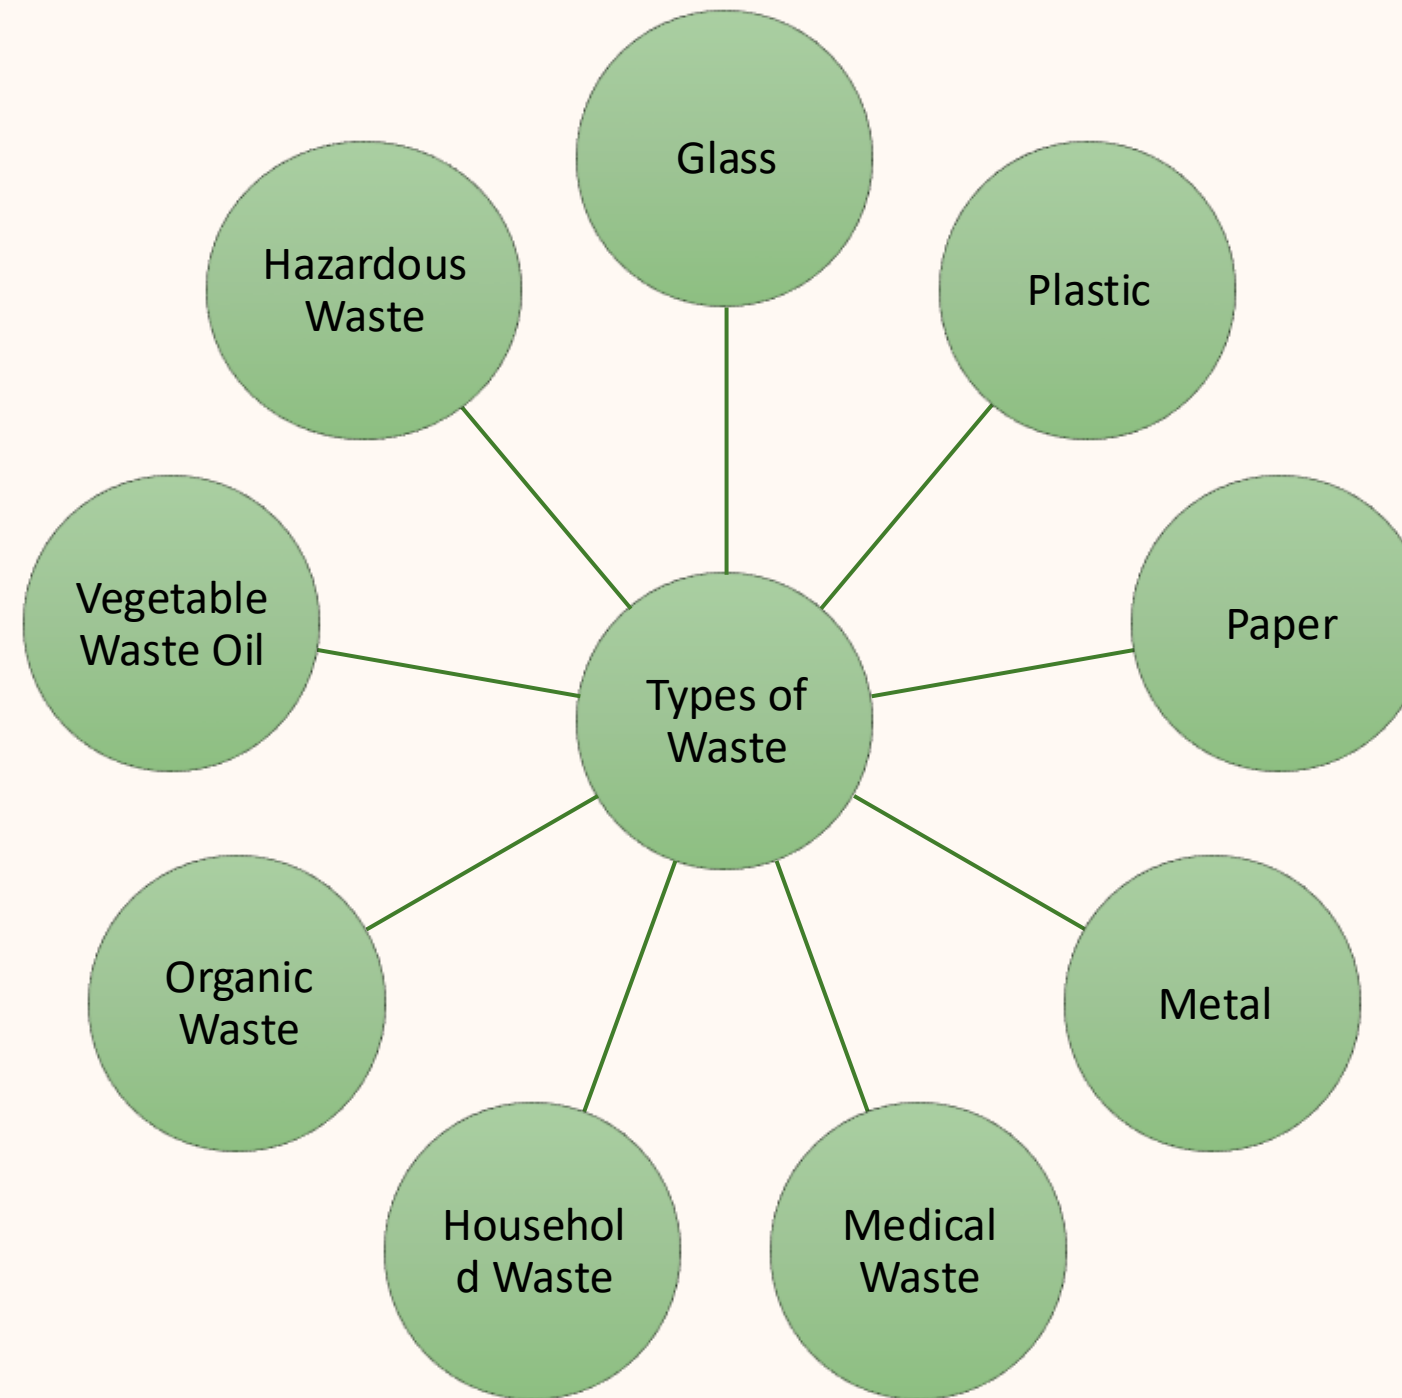 Glass
Plastic
Paper
Metal
Medical
Waste
Househol
d Waste
Organic
Waste
Vegetable
Waste Oil
Hazardous
Waste
Types of
Waste